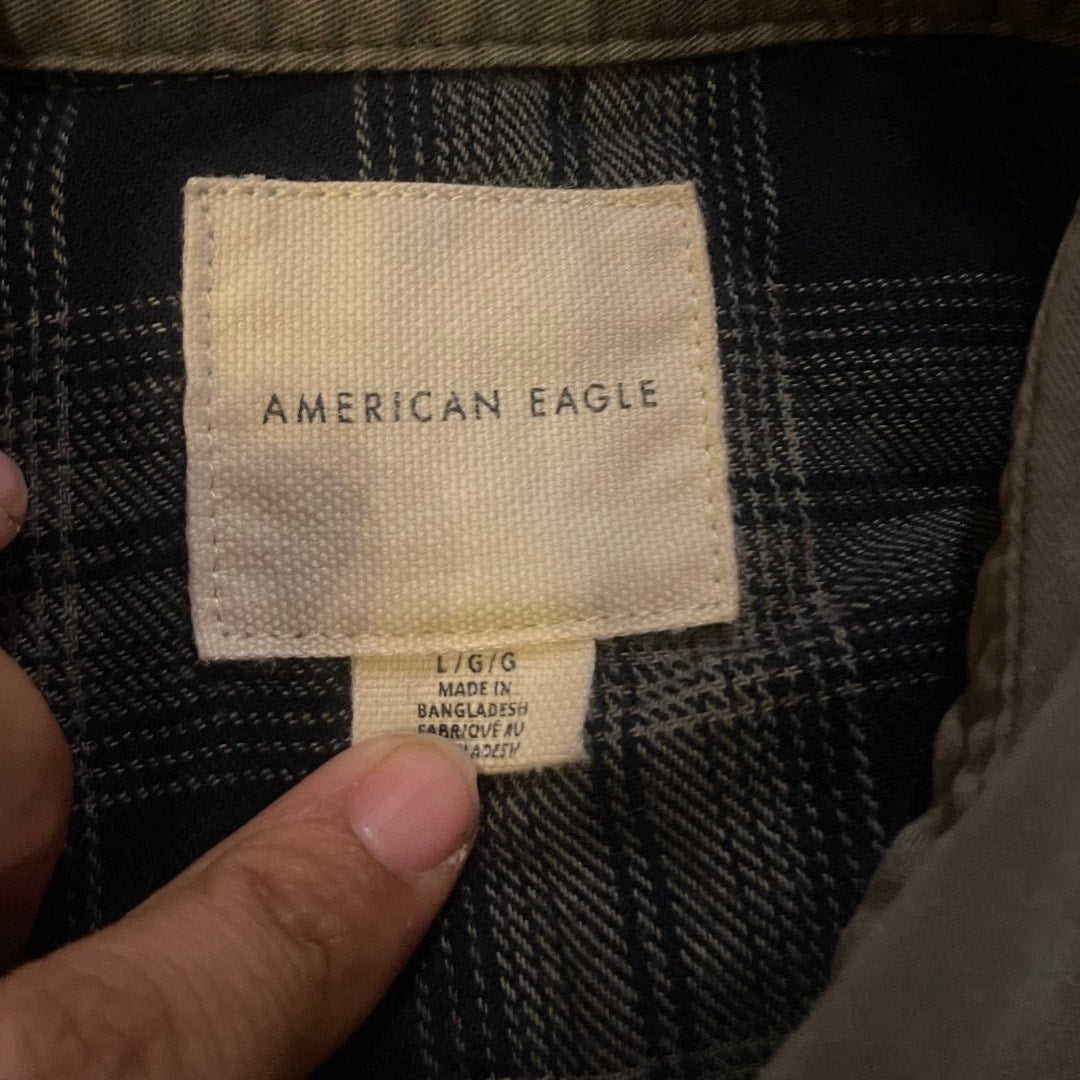 AMERICAN EAGLE
L/G/G
MADE IN
BANGLADESH
FABRIQUÉ AU